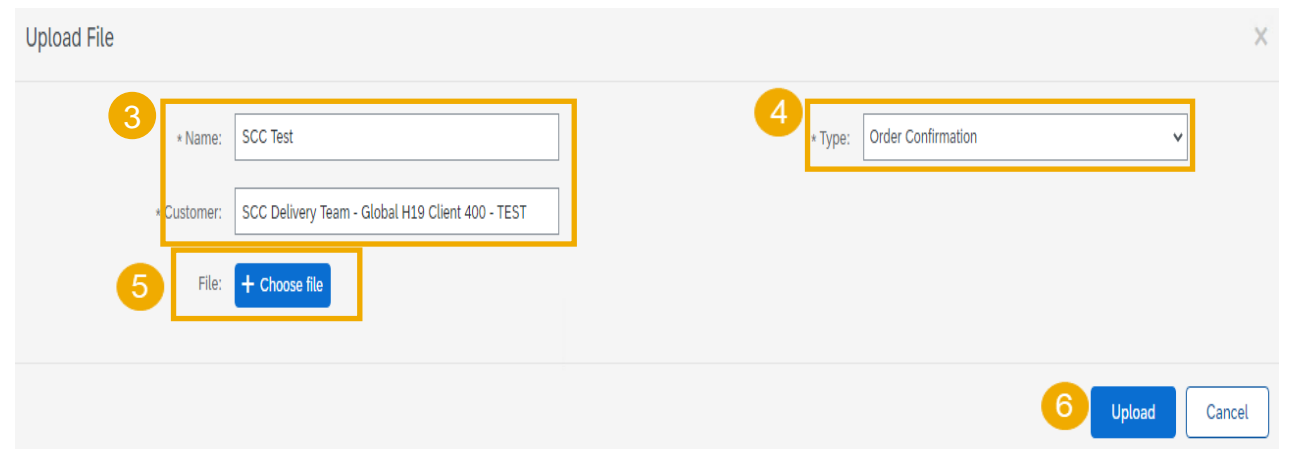 Upload File
X
3
* Name: SCC Test
4
* Type: Order Confirmation
* Customer: SCC Delivery Team - Global H19 Client 400 - TEST
5
File: + Choose file
6
Upload
Cancel